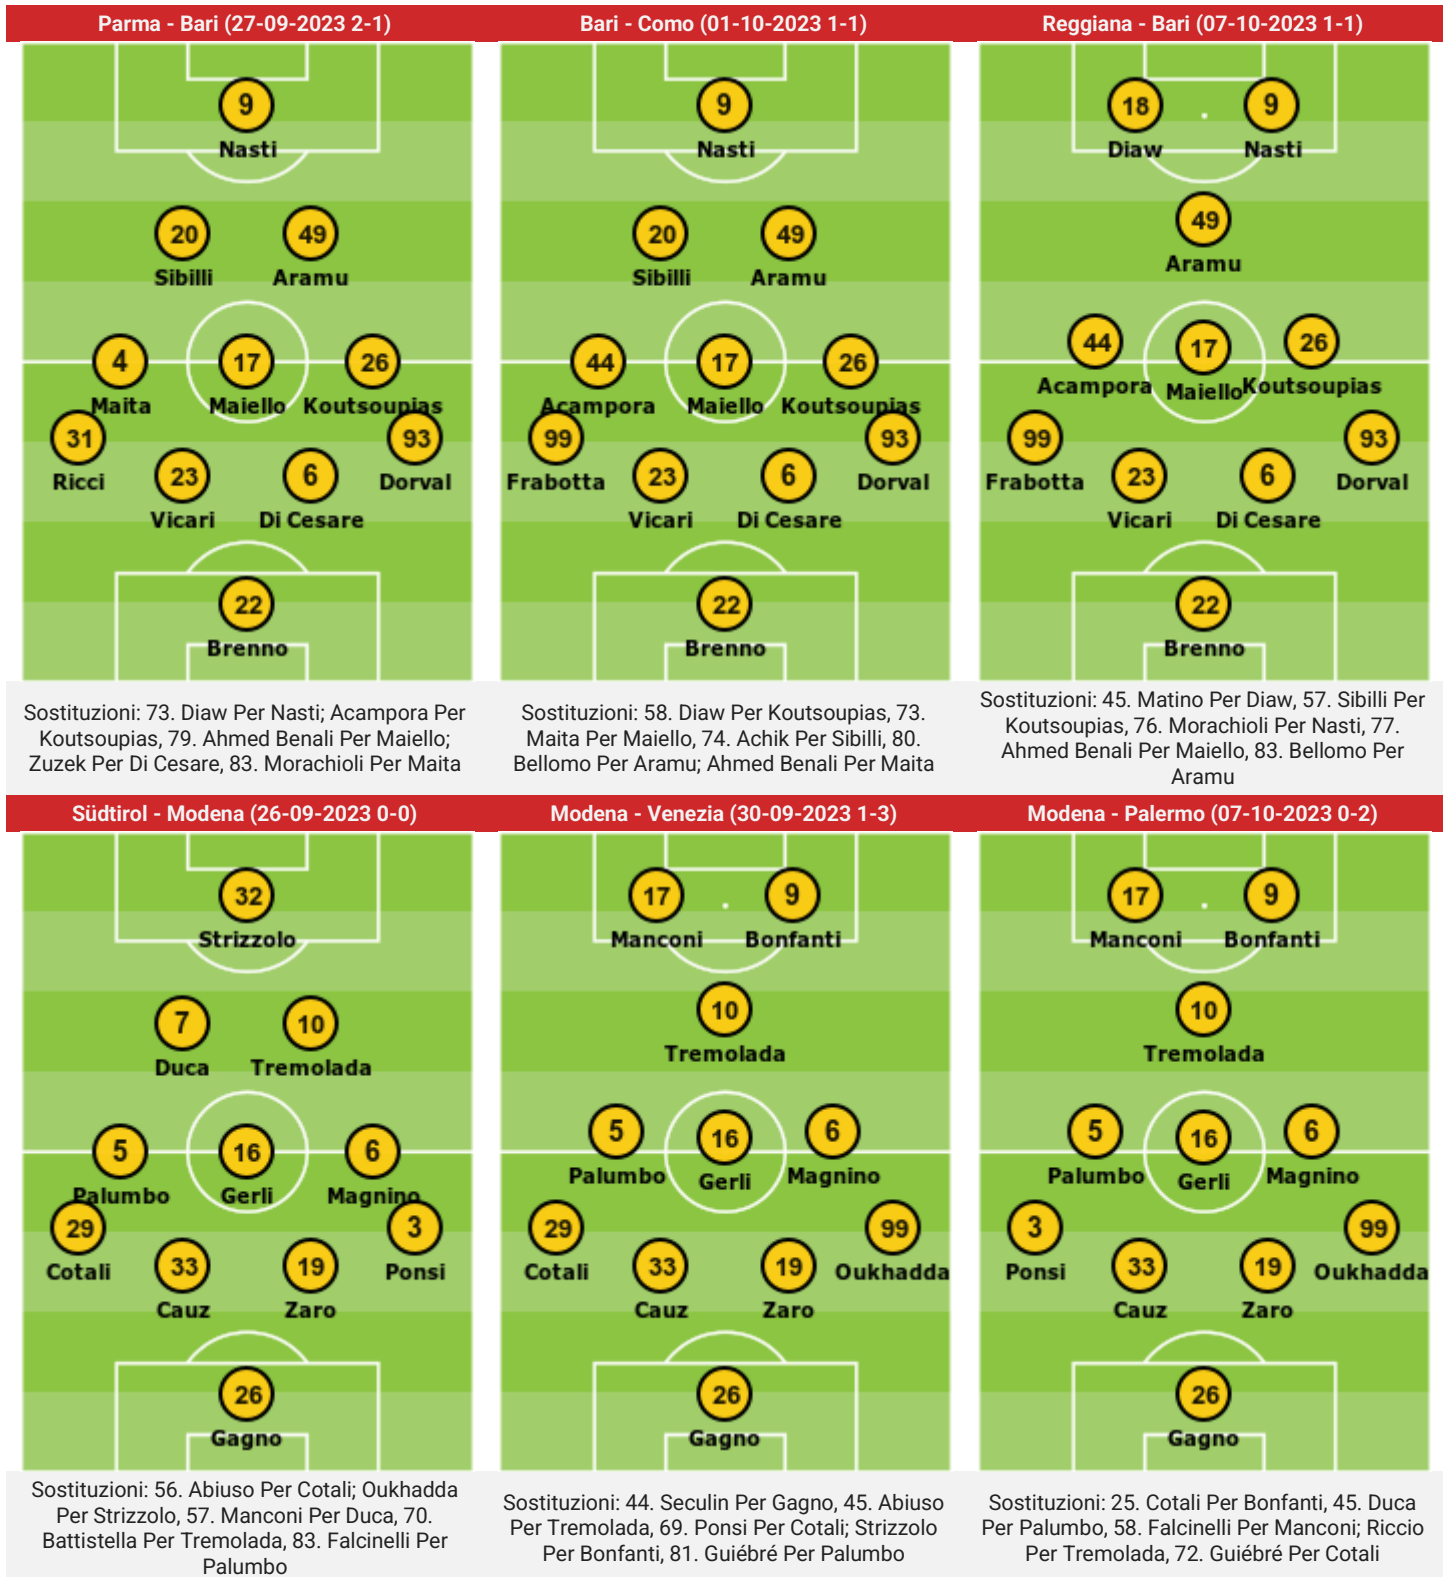 Parma - Bari (27-09-2023 2-1)
9
Nasti
20 49
Sibilli Aramu
4 17 26
Maita Maiello Koutsoupias
31 93
Ricci Dorval
23 6
Vicari Di Cesare
22
Brenno
Sostituzioni: 73. Diaw Per Nasti; Acampora Per
Koutsoupias, 79. Ahmed Benali Per Maiello;
Zuzek Per Di Cesare, 83. Morachioli Per Maita
Bari - Como (01-10-2023 1-1)
9
Nasti
20 49
Sibilli Aramu
44 17 26
Acampora Maiello Koutsoupias
99 93
Frabotta Dorval
23 6
Vicari Di Cesare
22
Brenno
Sostituzioni: 58. Diaw Per Koutsoupias, 73.
Maita Per Maiello, 74. Achik Per Sibilli, 80.
Bellomo Per Aramu; Ahmed Benali Per Maita
Reggiana - Bari (07-10-2023 1-1)
18 9
Diaw Nasti
49
Aramu
44 17 26
Acampora Maiello Koutsoupias
99 93
Frabotta Dorval
23 6
Vicari Di Cesare
22
Brenno
Sostituzioni: 45. Matino Per Diaw, 57. Sibilli Per
Koutsoupias, 76. Morachioli Per Nasti, 77.
Ahmed Benali Per Maiello, 83. Bellomo Per
Aramu
Südtirol - Modena (26-09-2023 0-0)
32
Strizzolo
7 10
Duca Tremolada
5 16 6
Palumbo Gerli Magnino
29 3
Cotali Ponsi
33 19
Cauz Zaro
26
Gagno
Sostituzioni: 56. Abiuso Per Cotali; Oukhadda
Per Strizzolo, 57. Manconi Per Duca, 70.
Battistella Per Tremolada, 83. Falcinelli Per
Palumbo
Modena - Venezia (30-09-2023 1-3)
17 9
Manconi Bonfanti
10
Tremolada
5 16 6
Palumbo Gerli Magnino
29 99
Cotali Oukhadda
33 19
Cauz Zaro
26
Gagno
Sostituzioni: 44. Seculin Per Gagno, 45. Abiuso
Per Tremolada, 69. Ponsi Per Cotali; Strizzolo
Per Bonfanti, 81. Guiébré Per Palumbo
Modena - Palermo (07-10-2023 0-2)
17 9
Manconi Bonfanti
10
Tremolada
5 16 6
Palumbo Gerli Magnino
3 99
Ponsi Oukhadda
33 19
Cauz Zaro
26
Gagno
Sostituzioni: 25. Cotali Per Bonfanti, 45. Duca
Per Palumbo, 58. Falcinelli Per Manconi; Riccio
Per Tremolada, 72. Guiébré Per Cotali